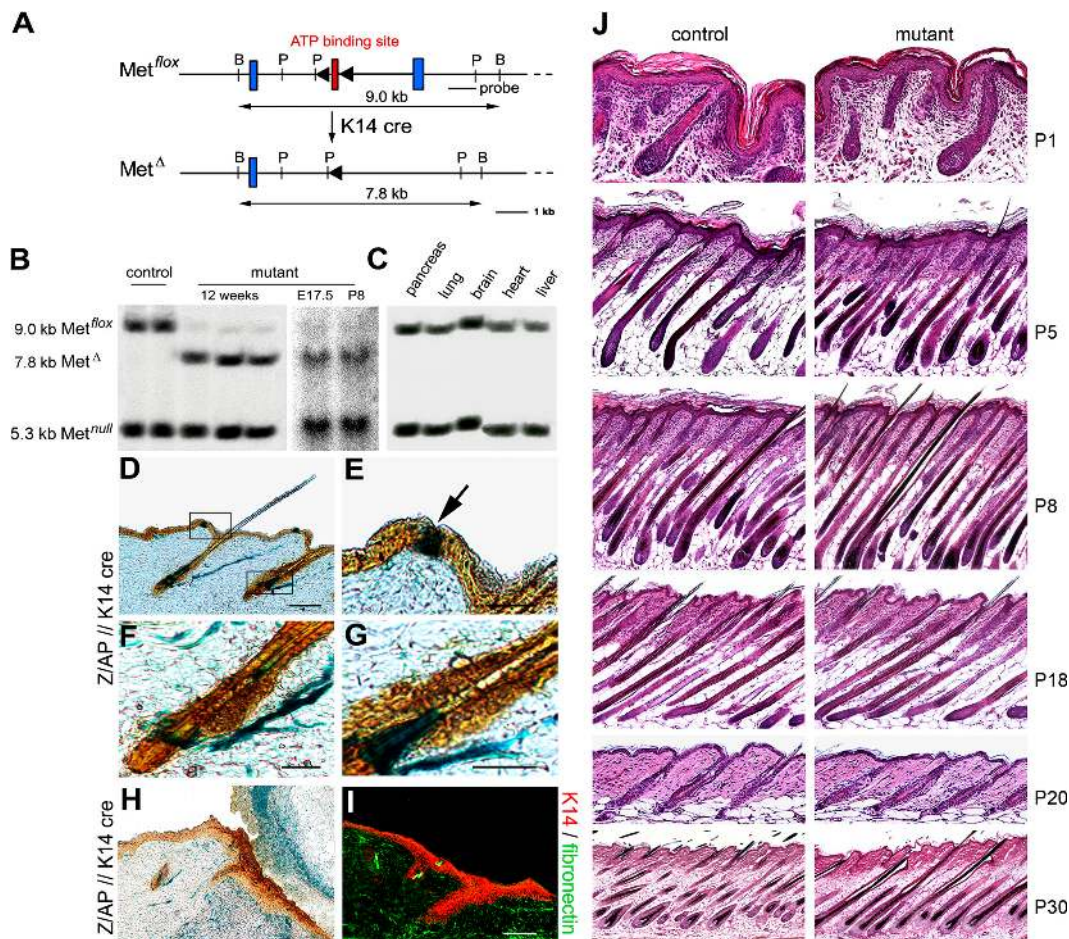 A
ATP binding site
Met flox
B P P P B
probe
9.0 kb
K14 cre
Met Δ
B P P P B
7.8 kb
1 kb
B
control mutant
12 weeks E17.5 P8
9.0 kb Met flox
7.8 kb Met Δ
5.3 kb Met null
C
pancreas
lung
brain
heart
liver
D
E
F
G
Z/AP // K14 cre
H
I
Z/AP // K14 cre
K14 / fibronectin
J
control mutant
P1
P5
P8
P18
P20
P30